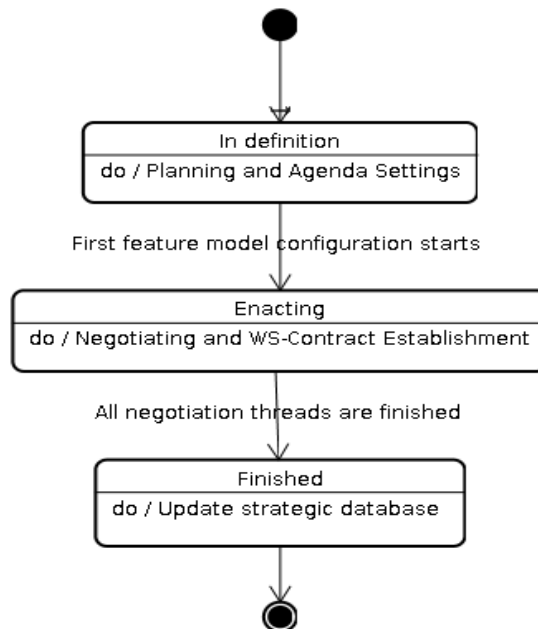 In definition
do / Planning and Agenda Settings
First feature model configuration starts
Enacting
do / Negotiating and WS-Contract Establishment
All negotiation threads are finished
Finished
do / Update strategic database